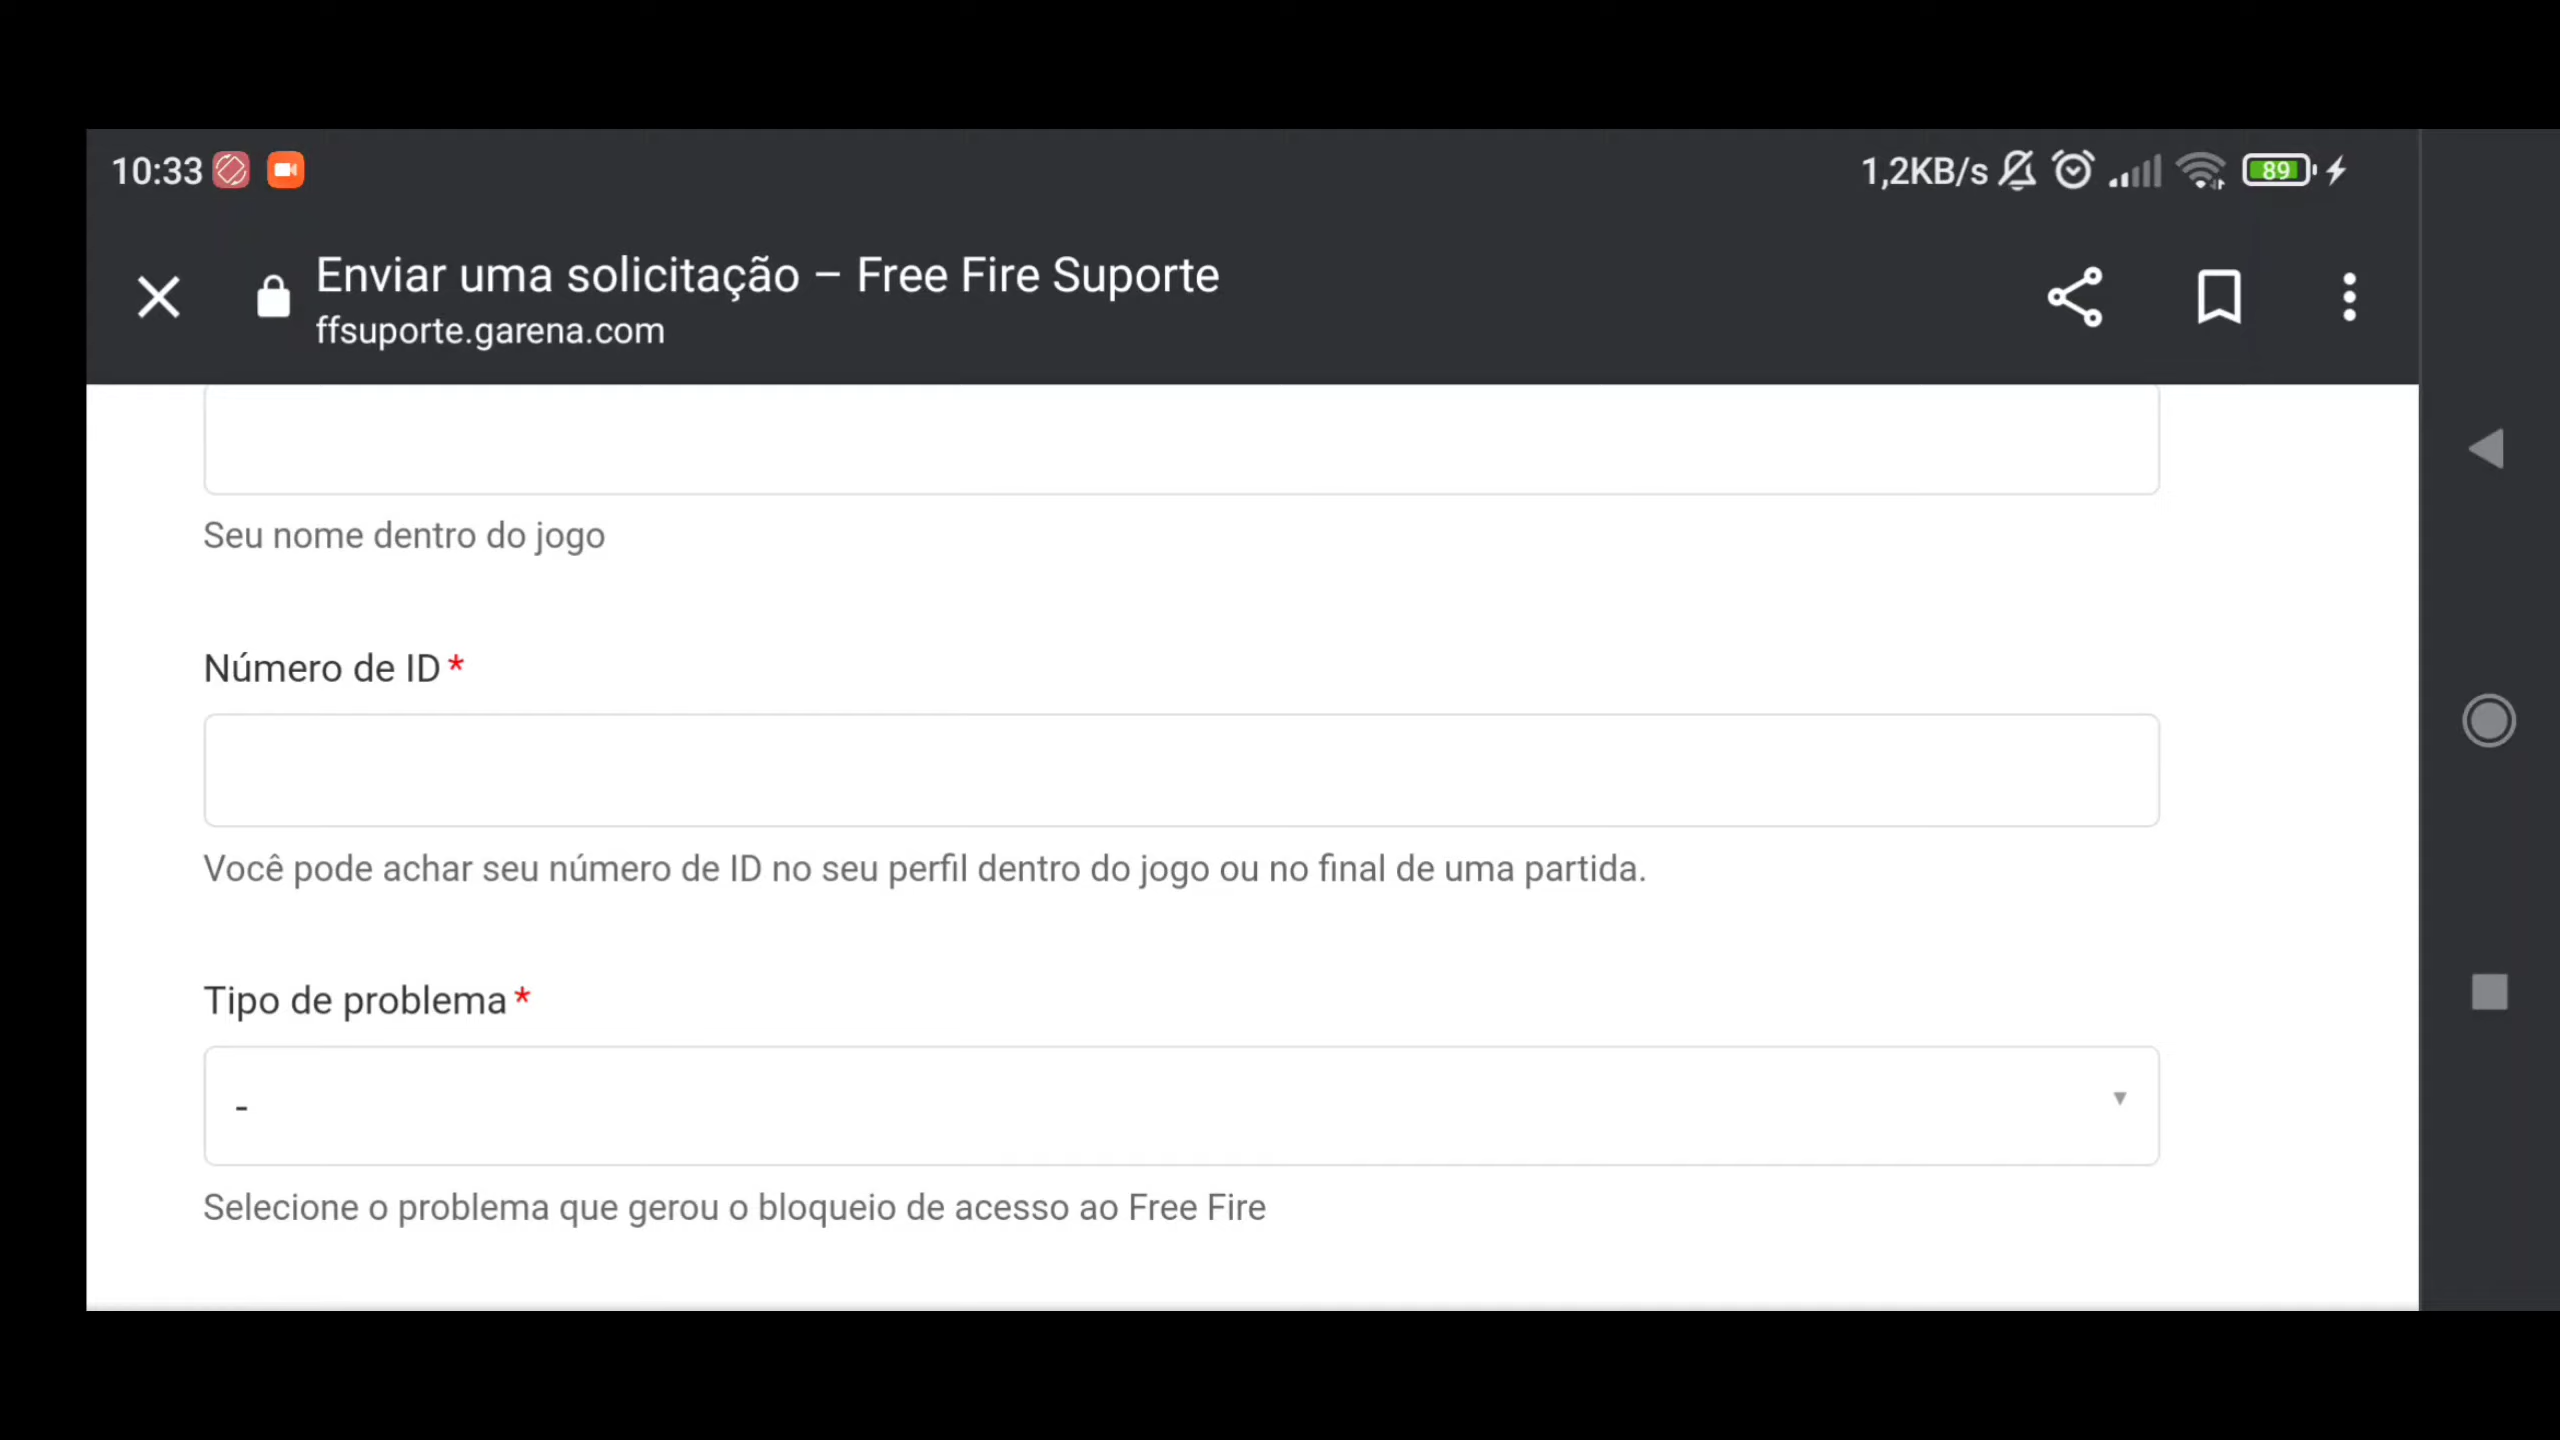 10:33
1,2KB/s
89
Enviar uma solicitação – Free Fire Suporte
ffsuporte.garena.com
Seu nome dentro do jogo
Número de ID*
Você pode achar seu número de ID no seu perfil dentro do jogo ou no final de uma partida.
Tipo de problema*
-
Selecione o problema que gerou o bloqueio de acesso ao Free Fire